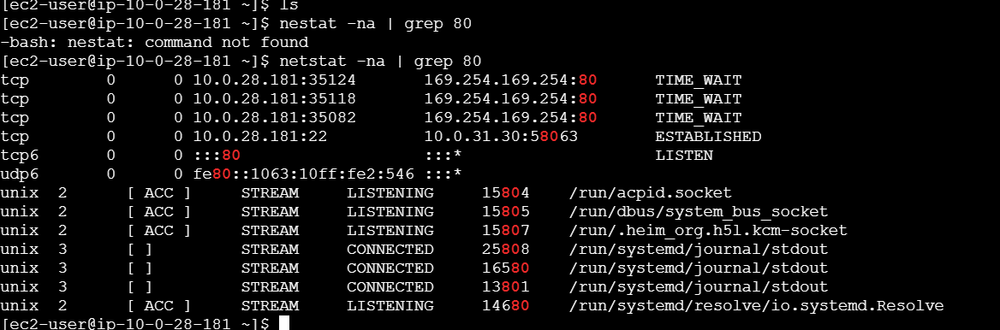 [ec2-user@ip-10-0-28-181 ~]$ ls
[ec2-user@ip-10-0-28-181 ~]$ nestat -na | grep 80
-bash: nestat: command not found
[ec2-user@ip-10-0-28-181 ~]$ netstat -na | grep 80
tcp        0      0 10.0.28.181:35124       169.254.169.254:80      TIME_WAIT
tcp        0      0 10.0.28.181:35118       169.254.169.254:80      TIME_WAIT
tcp        0      0 10.0.28.181:35082       169.254.169.254:80      TIME_WAIT
tcp        0      0 10.0.28.181:22          10.0.31.30:58063        ESTABLISHED
tcp6       0      0 :::80                   :::*                    LISTEN
udp6       0      0 fe80::1063:10ff:fe2:546 :::*
unix  2      [ ACC ]     STREAM     LISTENING     15804    /run/acpid.socket
unix  2      [ ACC ]     STREAM     LISTENING     15805    /run/dbus/system_bus_socket
unix  2      [ ACC ]     STREAM     LISTENING     15807    /run/.heim_org.h5l.kcm-socket
unix  3      [ ]         STREAM     CONNECTED     25808    /run/systemd/journal/stdout
unix  3      [ ]         STREAM     CONNECTED     16580    /run/systemd/journal/stdout
unix  3      [ ]         STREAM     CONNECTED     13801    /run/systemd/journal/stdout
unix  2      [ ACC ]     STREAM     LISTENING     14680    /run/systemd/resolve/io.systemd.Resolve
[ec2-user@ip-10-0-28-181 ~]$